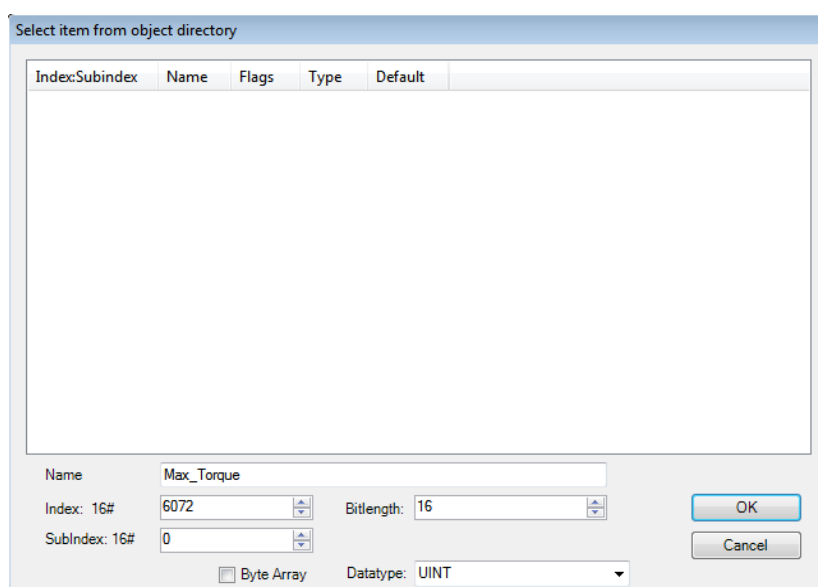 Select item from object directory
Index:Subindex Name Flags Type Default
Name Max_Torque
Index: 16# 6072 Bitlength: 16 OK
SubIndex: 16# 0 Cancel
Byte Array Datatype: UINT